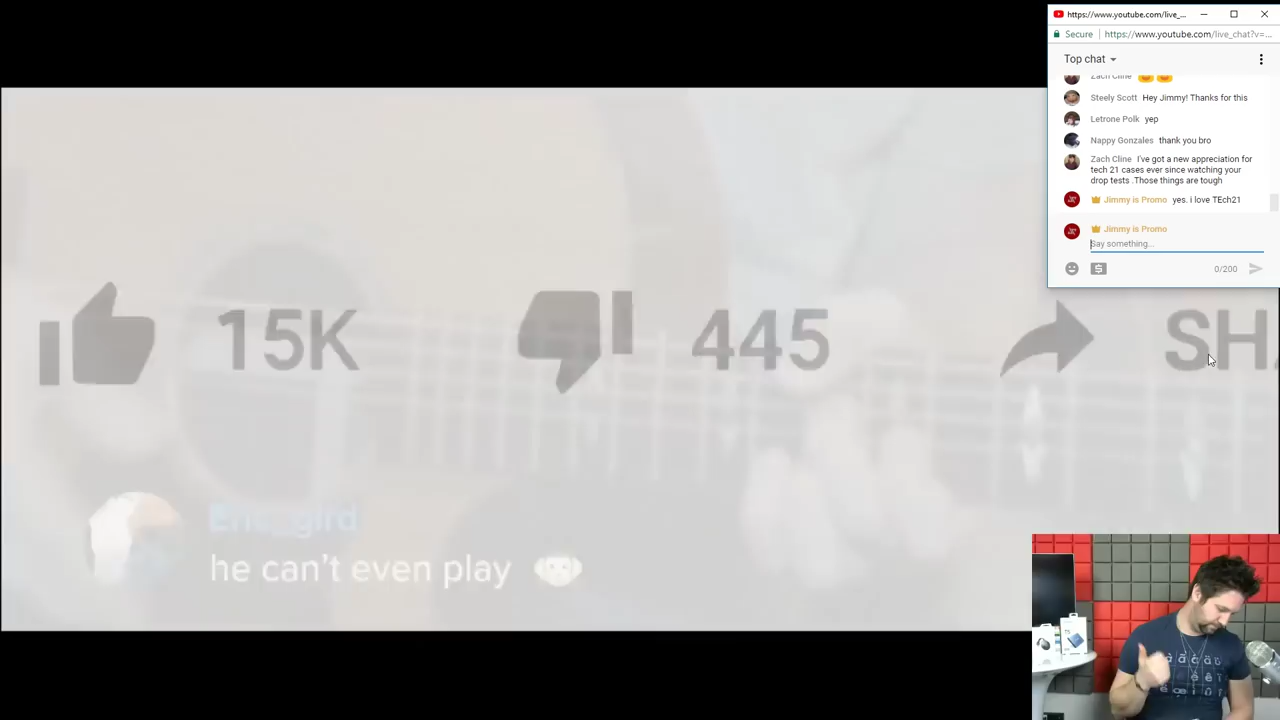 https://www.youtube.com/live_...
Secure
https://www.youtube.com/live_chat?v=...
Top chat
Zach Cline
Steely Scott Hey Jimmy! Thanks for this
Letrone Polk yep
Nappy Gonzales thank you bro
Zach Cline I've got a new appreciation for
tech 21 cases ever since watching your
drop tests .Those things are tough
Jimmy is Promo yes. i love TEch21
Jimmy is Promo
Say something...
0/200
15K
445
SH
he can't even play